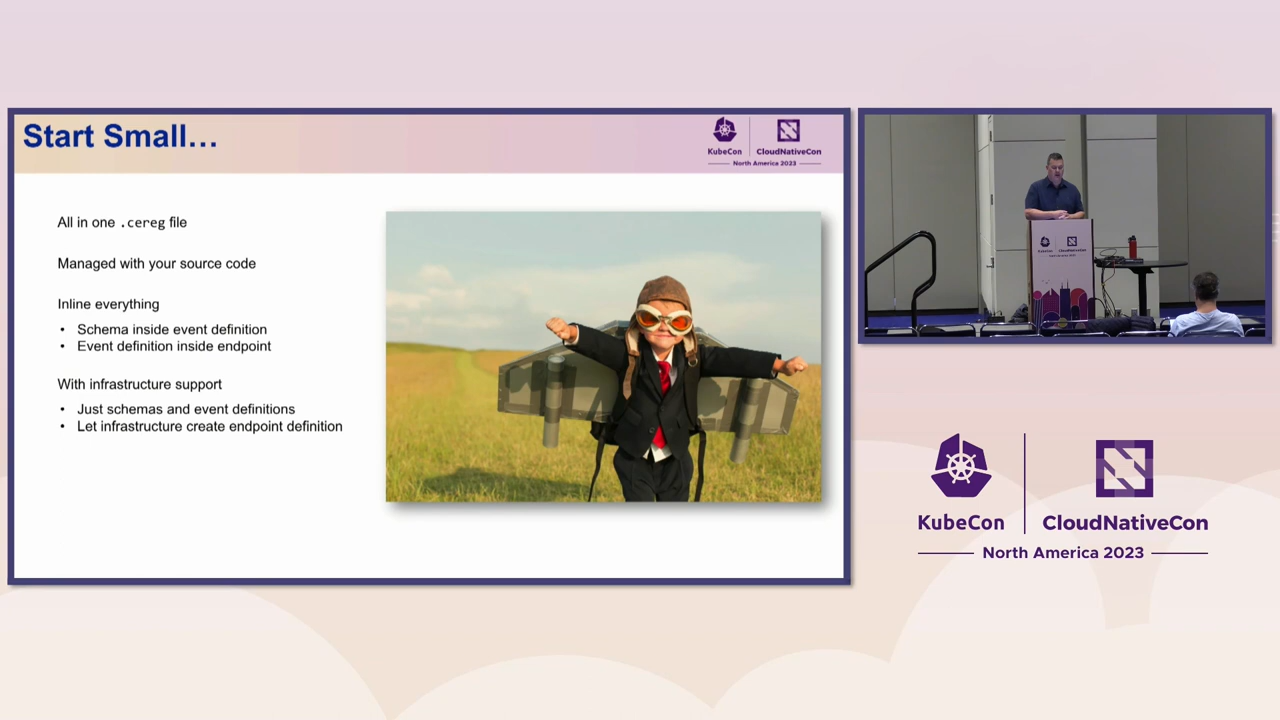 Start Small…
KubeCon
CloudNativeCon
North America 2023
All in one .cereg file
Managed with your source code
Inline everything
• Schema inside event definition
• Event definition inside endpoint
With infrastructure support
• Just schemas and event definitions
• Let infrastructure create endpoint definition
KubeCon
CloudNativeCon
North America 2023